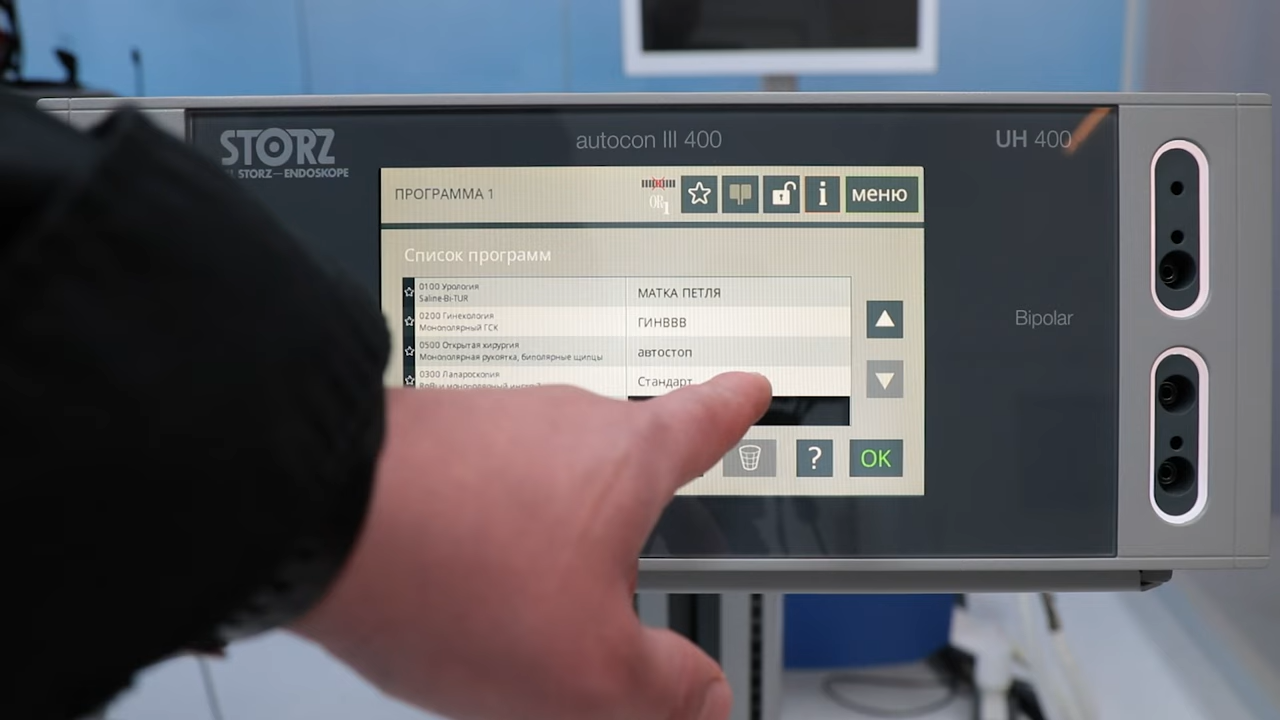 STORZ
STORZ—ENDOSKOPE
autocon III 400
UH 400
ПРОГРАММА 1
OR1
i
меню
Список программ
0100 Урология
Saline-Bi-TUR
МАТКА ПЕТЛЯ
0200 Гинекология
Монополярный ГСК
ГИНВВВ
0500 Открытая хирургия
Монополярная рукоятка, биполярные щипцы
автостоп
0300 Лапароскопия
Стандарт
?
OK
Bipolar